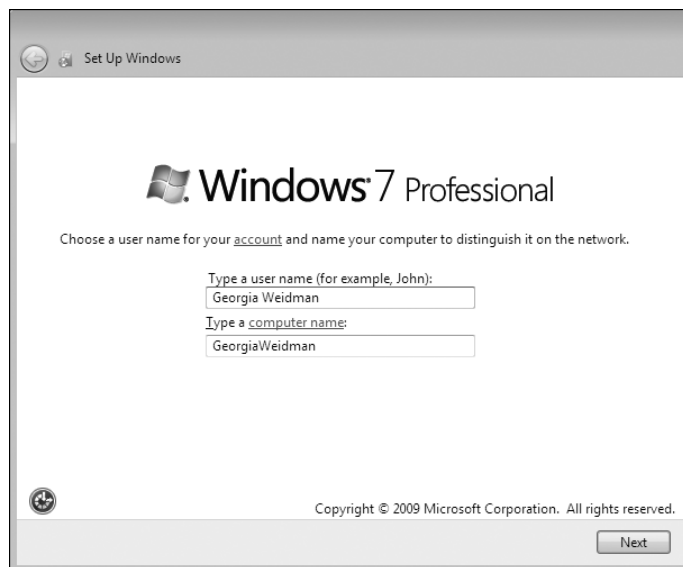 Set Up Windows
Windows 7 Professional
Choose a user name for your account and name your computer to distinguish it on the network.
Type a user name (for example, John):
Georgia Weidman
Type a computer name:
GeorgiaWeidman
Copyright © 2009 Microsoft Corporation. All rights reserved.
Next